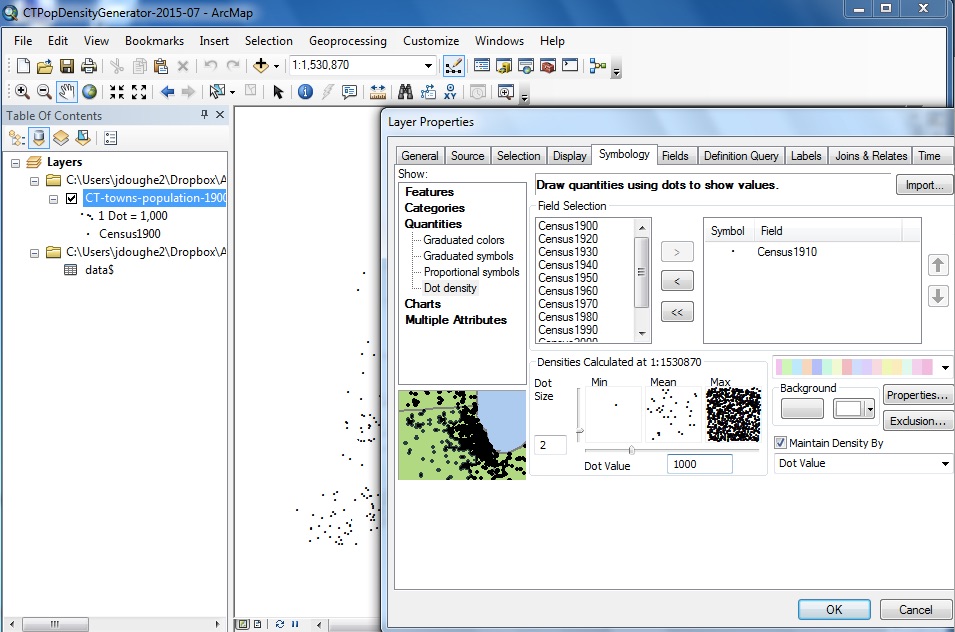 CTPopDensityGenerator-2015-07 - ArcMap
File Edit View Bookmarks Insert Selection Geoprocessing Customize Windows Help
1:1,530,870
Table Of Contents
Layers
C:\Users\jdoughe2\Dropbox\A
CT-towns-population-1900
1 Dot = 1,000
Census1900
C:\Users\jdoughe2\Dropbox\A
data$
Layer Properties
General Source Selection Display Symbology Fields Definition Query Labels Joins & Relates Time
Show:
Features
Categories
Quantities
Graduated colors
Graduated symbols
Proportional symbols
Dot density
Charts
Multiple Attributes
Draw quantities using dots to show values.
Import...
Field Selection
Census1900
Census1920
Census1930
Census1940
Census1950
Census1960
Census1970
Census1980
Census1990
Census2000
>
<
<<
Symbol Field
Census1910
Densities Calculated at 1:1530870
Dot Size
Min Mean Max
2
Dot Value 1000
Background
Properties...
Exclusion...
Maintain Density By
Dot Value
OK Cancel